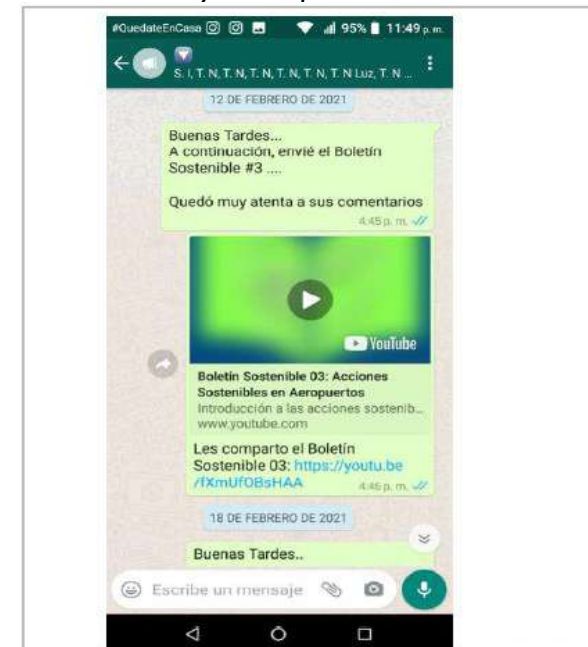 #QuedateEnCasa 95% 11:49 p. m.
S. I, T. N, T. N, T. N, T. N, T. N, T. N Luz, T. N ...
12 DE FEBRERO DE 2021
Buenas Tardes...
A continuación, envié el Boletín
Sostenible #3 ....
Quedó muy atenta a sus comentarios
4:45 p. m.
YouTube
Boletín Sostenible 03: Acciones
Sostenibles en Aeropuertos
Introducción a las acciones sostenib...
www.youtube.com
Les comparto el Boletín
Sostenible 03: https://youtu.be
/fXmUfOBsHAA
4:46 p. m.
18 DE FEBRERO DE 2021
Buenas Tardes..
Escribe un mensaje